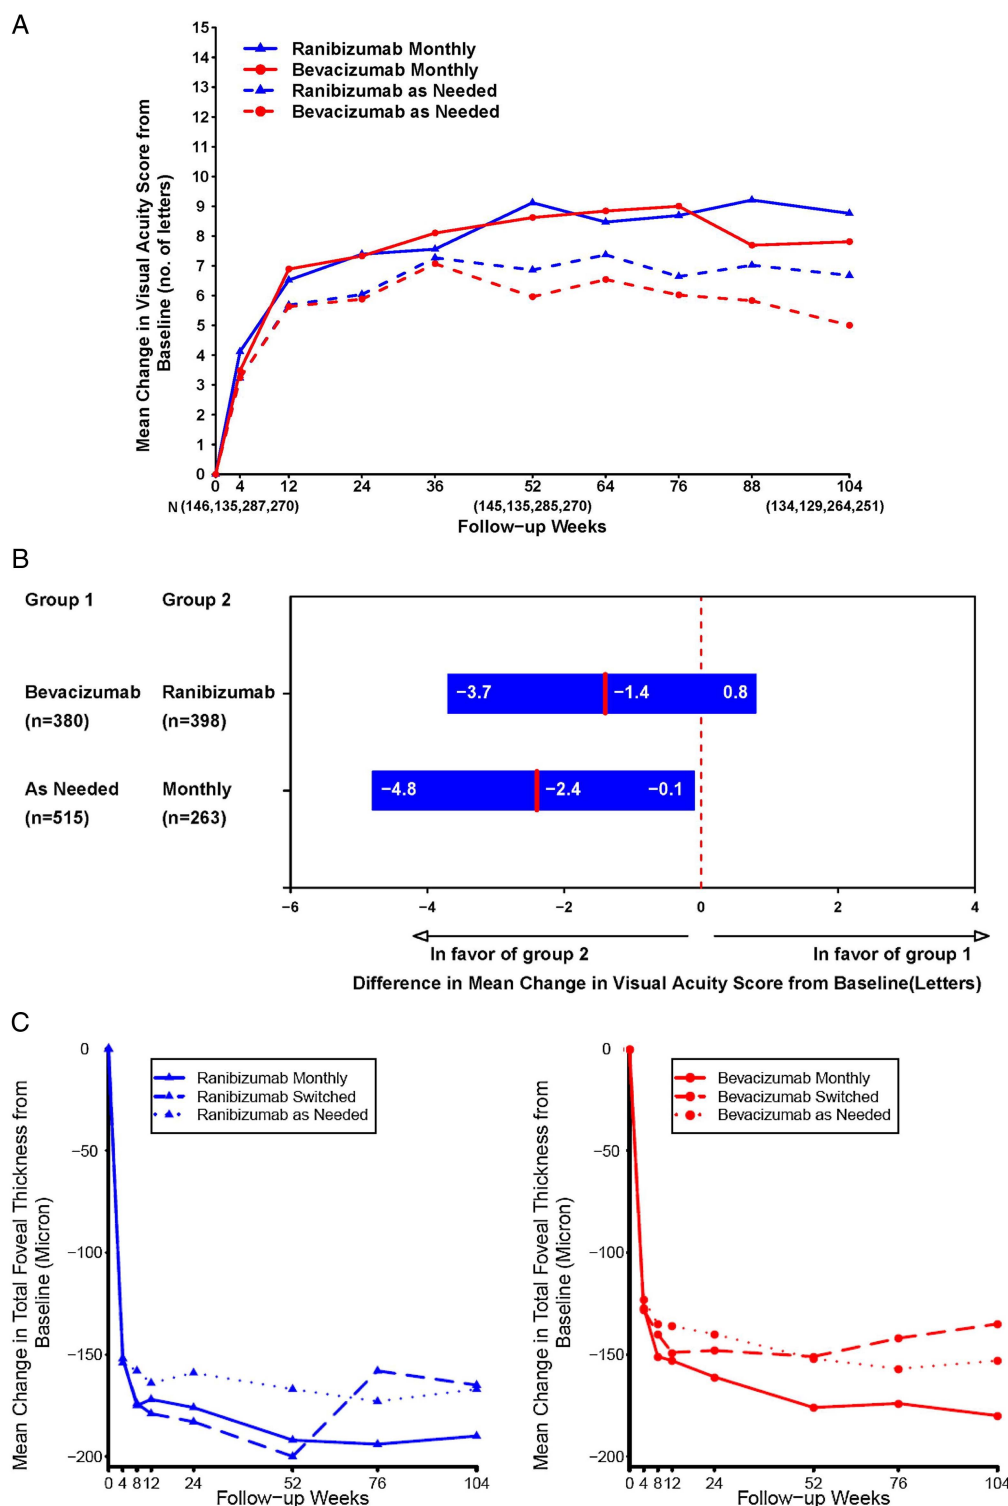 A
15
14
13
12
11
10
9
8
7
6
5
4
3
2
1
0
Mean Change in Visual Acuity Score from
Baseline (no. of letters)
Ranibizumab Monthly
Bevacizumab Monthly
Ranibizumab as Needed
Bevacizumab as Needed
0 4 12 24 36 52 64 76 88 104
N (146,135,287,270) (145,135,285,270) (134,129,264,251)
Follow−up Weeks
B
Group 1 Group 2
Bevacizumab Ranibizumab −3.7 −1.4 0.8
(n=380) (n=398)
As Needed Monthly −4.8 −2.4 −0.1
(n=515) (n=263)
−6 −4 −2 0 2 4
In favor of group 2 In favor of group 1
Difference in Mean Change in Visual Acuity Score from Baseline(Letters)
C
Mean Change in Total Foveal Thickness from
Baseline (Micron)
0
−50
−100
−150
−200
Ranibizumab Monthly
Ranibizumab Switched
Ranibizumab as Needed
0 4 8 12 24 52 76 104
Follow−up Weeks
Mean Change in Total Foveal Thickness from
Baseline (Micron)
0
−50
−100
−150
−200
Bevacizumab Monthly
Bevacizumab Switched
Bevacizumab as Needed
0 4 8 12 24 52 76 104
Follow−up Weeks